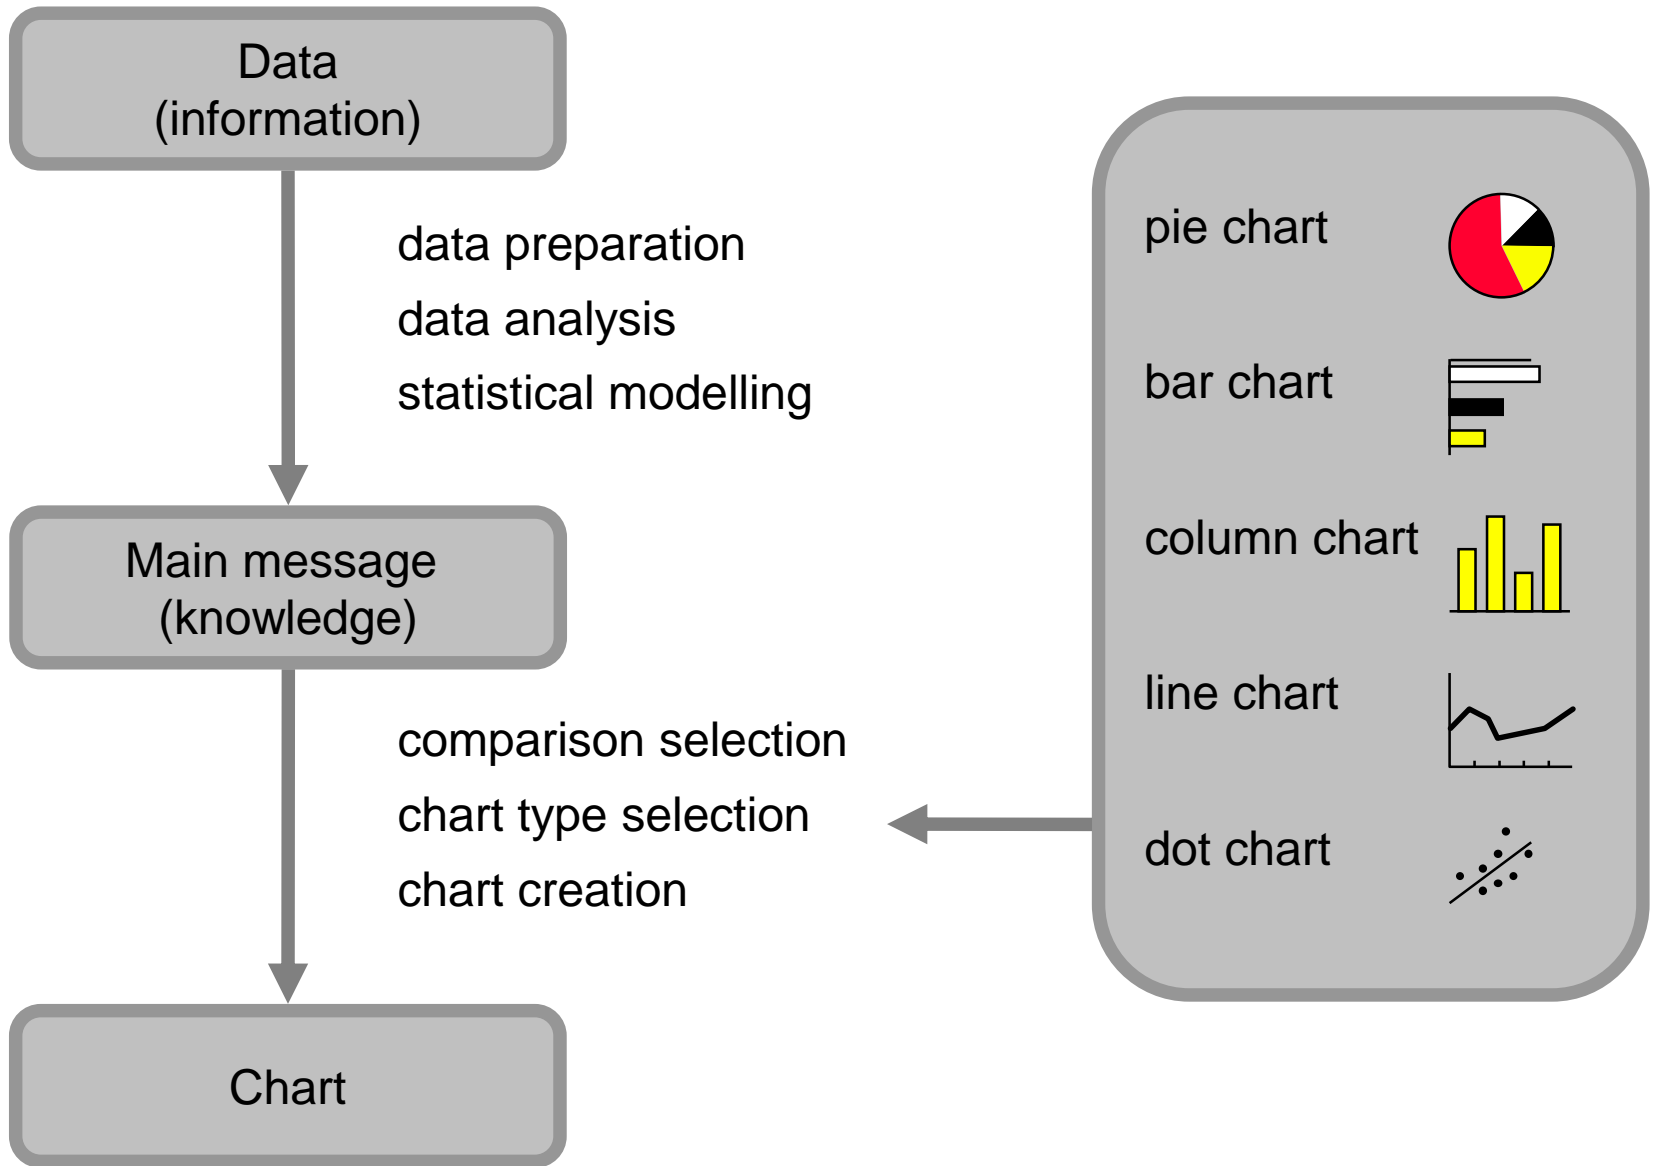 Data
(information)
data preparation
data analysis
statistical modelling
Main message
(knowledge)
comparison selection
chart type selection
chart creation
Chart
pie chart
bar chart
column chart
line chart
dot chart